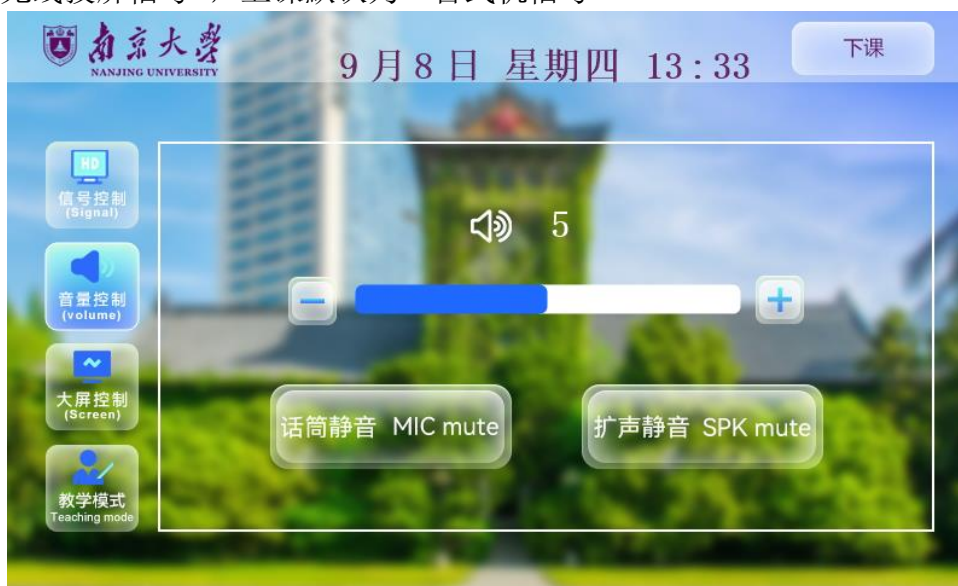 南京大學
NANJING UNIVERSITY
9月8日 星期四 13:33
下课
HD
信号控制
(Signal)
5
音量控制
(volume)
大屏控制
(Screen)
话筒静音 MIC mute
扩声静音 SPK mute
教学模式
Teaching mode